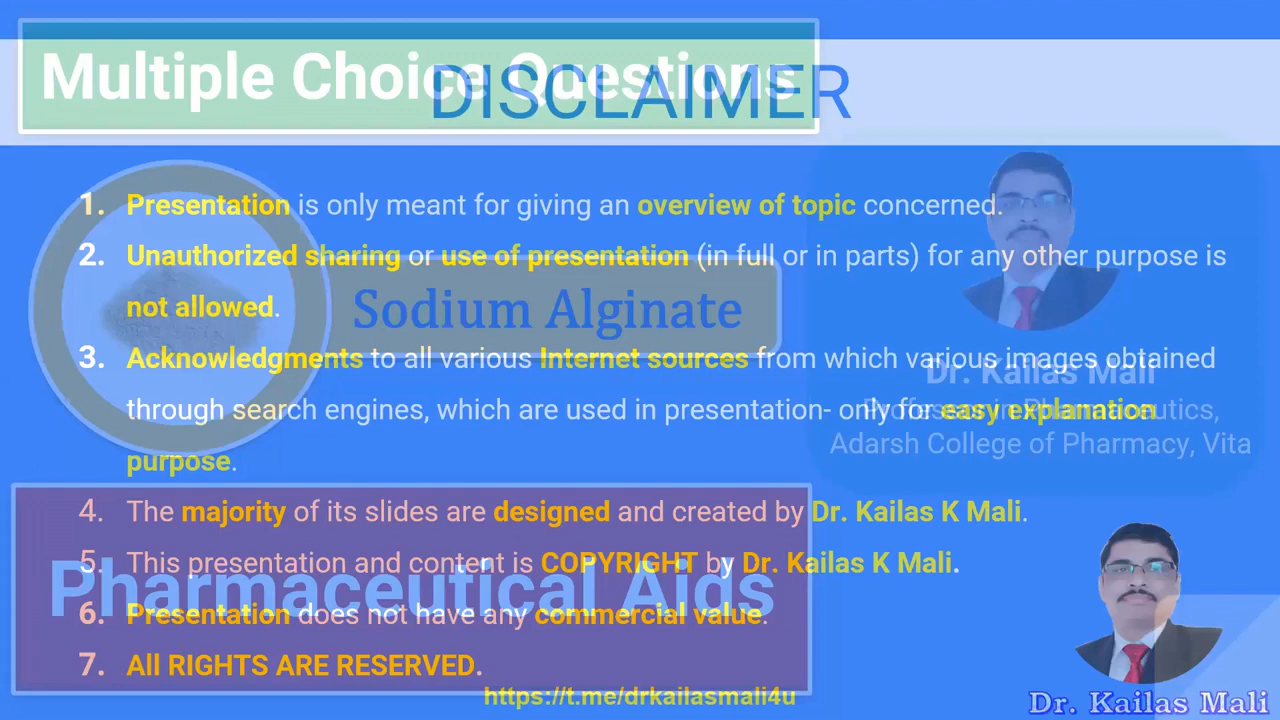 Multiple Choice Questions
DISCLAIMER
1. Presentation is only meant for giving an overview of topic concerned.
2. Unauthorized sharing or use of presentation (in full or in parts) for any other purpose is
not allowed.
Sodium Alginate
3. Acknowledgments to all various Internet sources from which various images obtained
through search engines, which are used in presentation- only for easy explanation
purpose.
Dr. Kailas Mali
Professor in Pharmaceutics,
Adarsh College of Pharmacy, Vita
4. The majority of its slides are designed and created by Dr. Kailas K Mali.
5. This presentation and content is COPYRIGHT by Dr. Kailas K Mali.
Pharmaceutical Aids
6. Presentation does not have any commercial value.
7. All RIGHTS ARE RESERVED.
https://t.me/drkailasmali4u
Dr. Kailas Mali